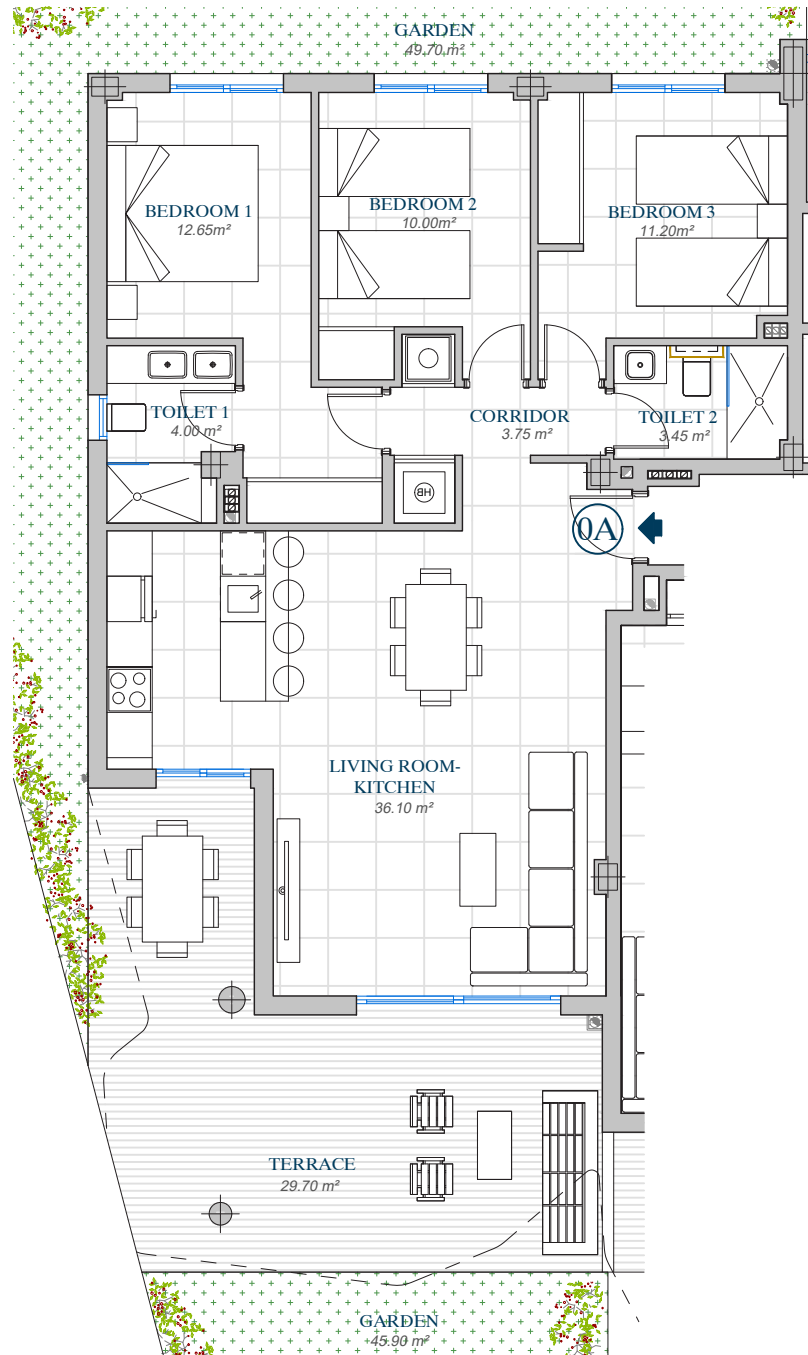 GARDEN
49.70 m²
BEDROOM 1
12.65m²
BEDROOM 2
10.00m²
BEDROOM 3
11.20m²
TOILET 1
4.00 m²
CORRIDOR
3.75 m²
TOILET 2
3.45 m²
HB
0A
LIVING ROOM-
KITCHEN
36.10 m²
TERRACE
29.70 m²
GARDEN
45.90 m²